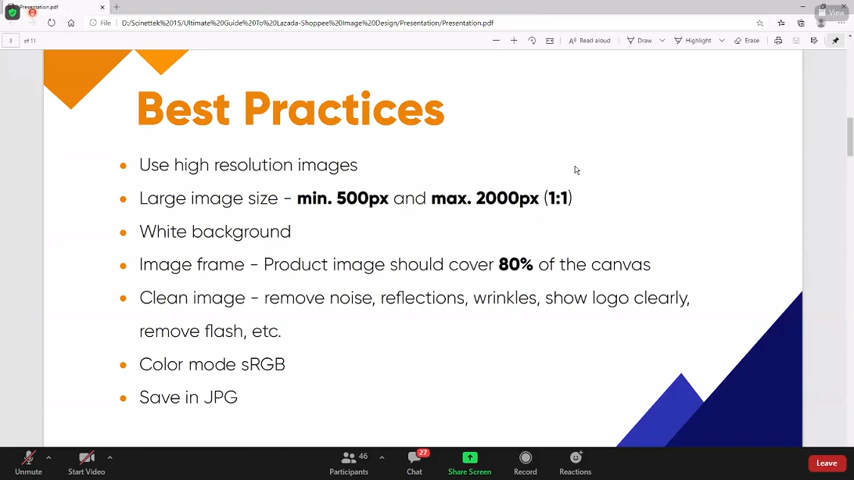 Presentation.pdf
View
File
D:/Scinettek%2015/Ultimate%20Guide%20To%20Lazada-Shoppee%20Image%20Design/Presentation/Presentation.pdf
of 11
Read aloud
Draw
Highlight
Erase
Best Practices
• Use high resolution images
• Large image size - min. 500px and max. 2000px (1:1)
• White background
• Image frame - Product image should cover 80% of the canvas
• Clean image - remove noise, reflections, wrinkles, show logo clearly,
remove flash, etc.
• Color mode sRGB
• Save in JPG
46
27
Unmute
Start Video
Participants
Chat
Share Screen
Record
Reactions
Leave